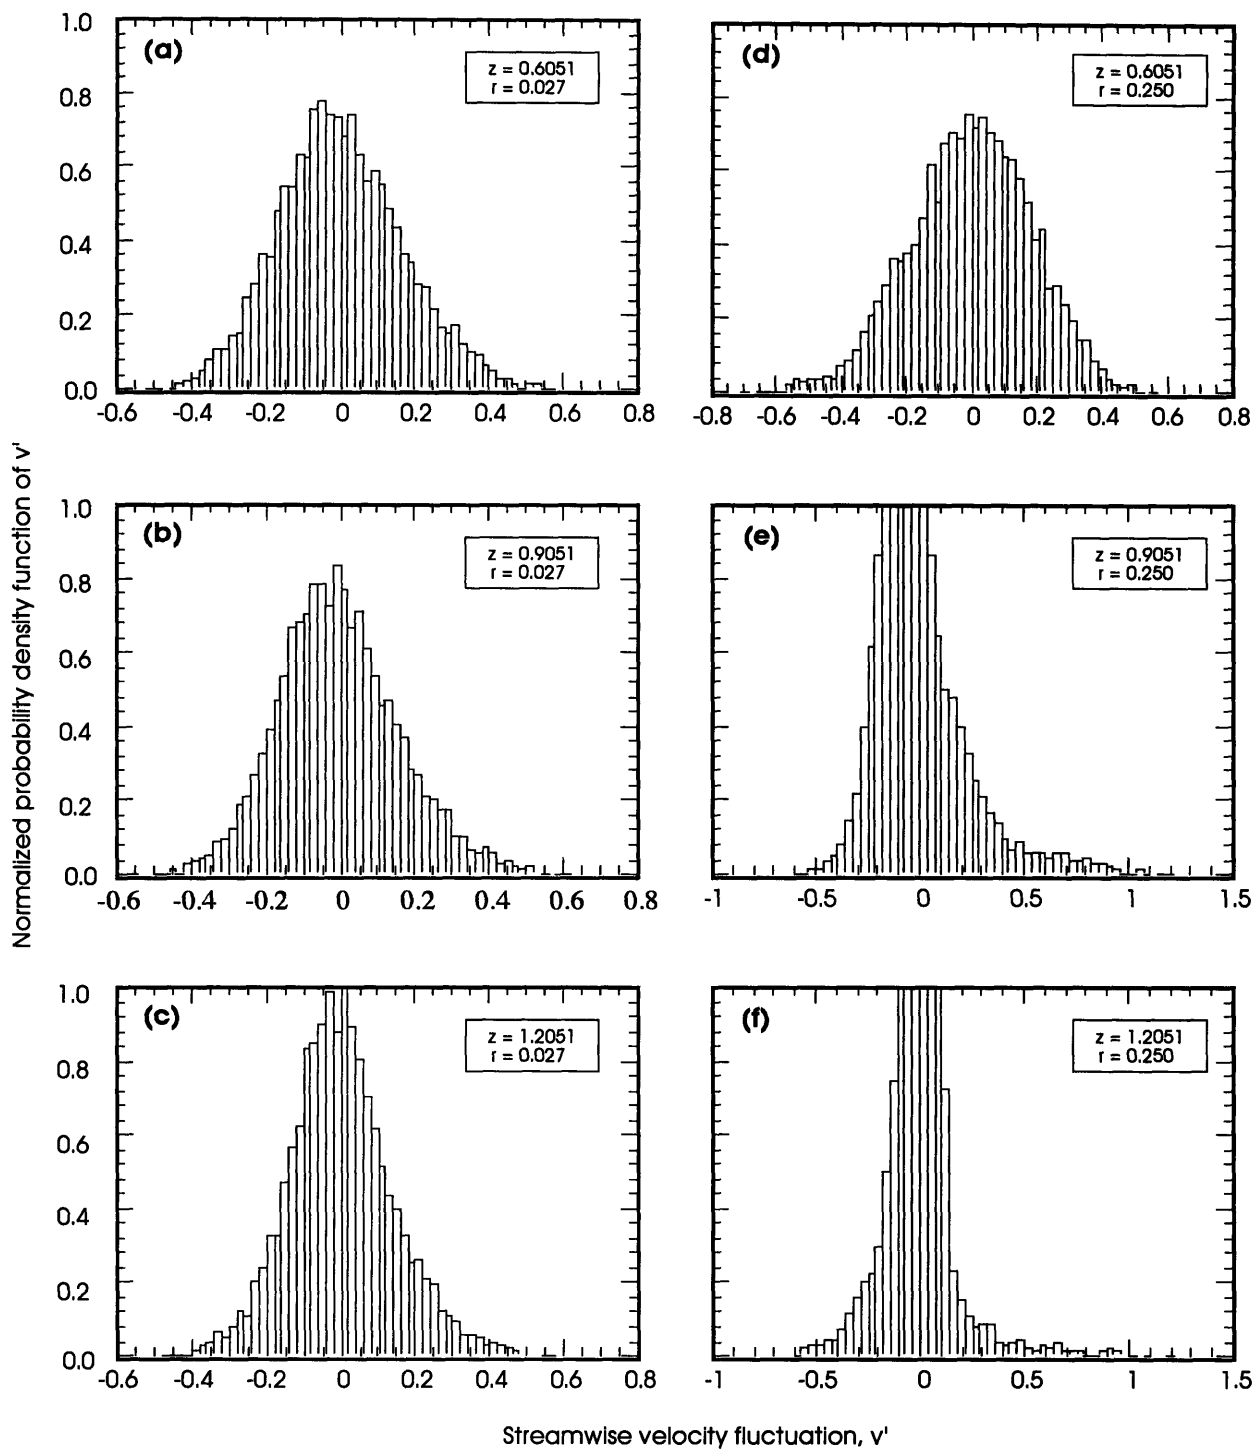 Normalized probability density function of v'
(a)
z = 0.6051
r = 0.027
1.0
0.8
0.6
0.4
0.2
0.0
-0.6 -0.4 -0.2 0 0.2 0.4 0.6 0.8
(d)
z = 0.6051
r = 0.250
-0.8 -0.6 -0.4 -0.2 0 0.2 0.4 0.6 0.8
(b)
z = 0.9051
r = 0.027
1.0
0.8
0.6
0.4
0.2
0.0
-0.6 -0.4 -0.2 0 0.2 0.4 0.6 0.8
(e)
z = 0.9051
r = 0.250
-1 -0.5 0 0.5 1 1.5
(c)
z = 1.2051
r = 0.027
1.0
0.8
0.6
0.4
0.2
0.0
-0.6 -0.4 -0.2 0 0.2 0.4 0.6 0.8
(f)
z = 1.2051
r = 0.250
-1 -0.5 0 0.5 1 1.5
Streamwise velocity fluctuation, v'